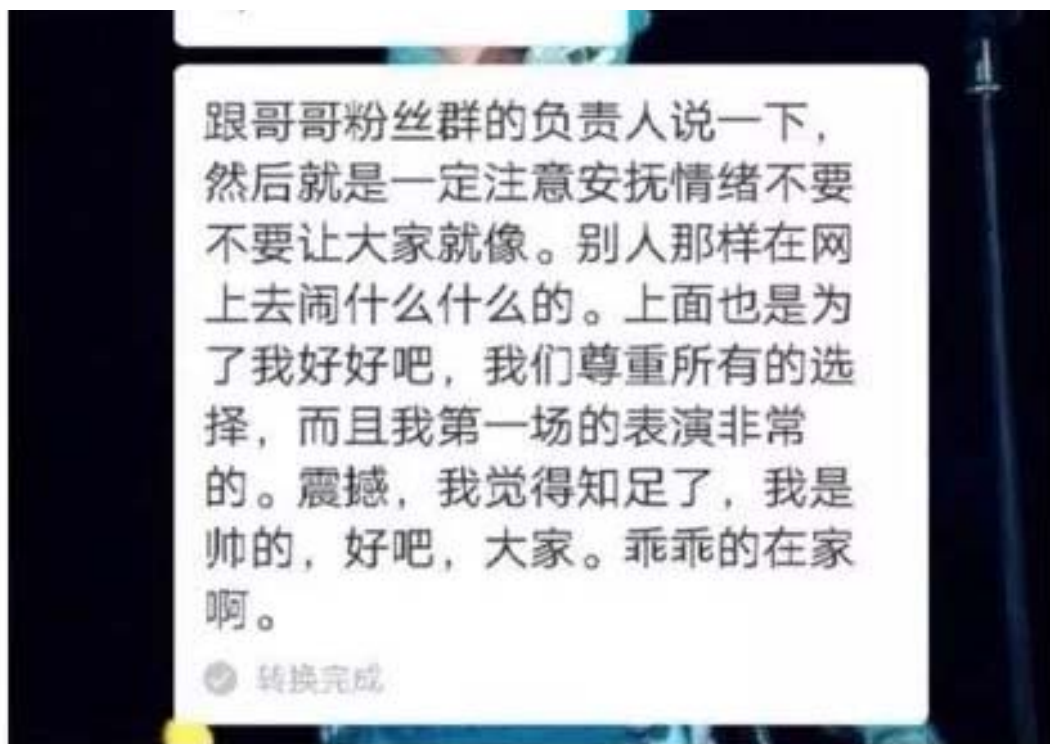 跟哥哥粉丝群的负责人说一下，
然后就是一定注意安抚情绪不要
不要让大家就像。别人那样在网
上去闹什么什么的。上面也是为
了我好好吧，我们尊重所有的选
择，而且我第一场的表演非常
的。震撼，我觉得知足了，我是
帅的，好吧，大家。乖乖的在家
啊。
转换完成